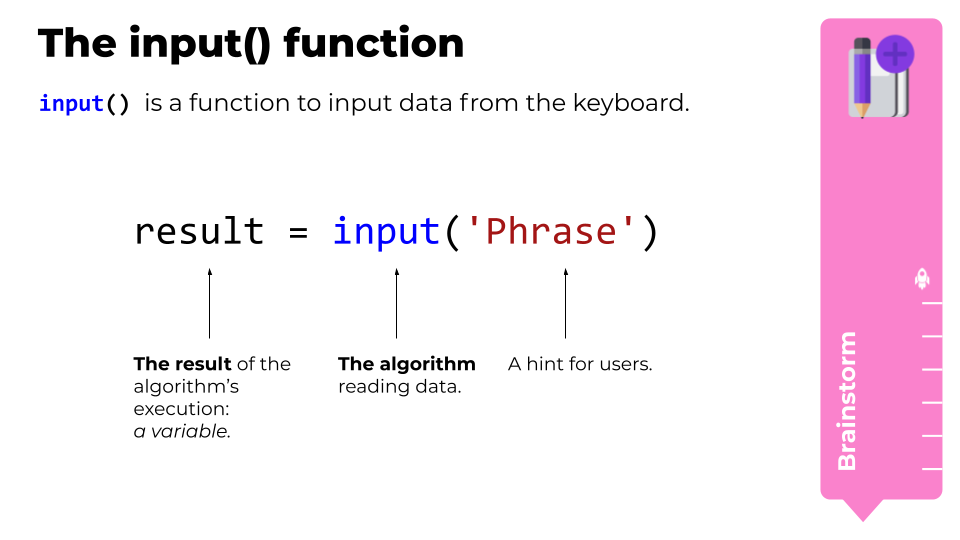 The input() function
input() is a function to input data from the keyboard.
result = input('Phrase')
The result of the
algorithm’s
execution:
a variable.
The algorithm
reading data.
A hint for users.
Brainstorm